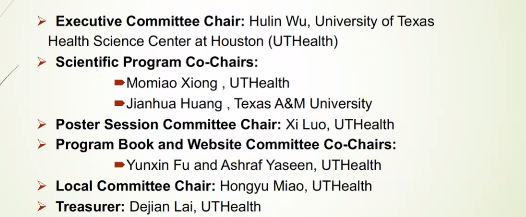 Executive Committee Chair: Hulin Wu, University of Texas
Health Science Center at Houston (UTHealth)
Scientific Program Co-Chairs:
Momiao Xiong , UTHealth
Jianhua Huang , Texas A&M University
Poster Session Committee Chair: Xi Luo, UTHealth
Program Book and Website Committee Co-Chairs:
Yunxin Fu and Ashraf Yaseen, UTHealth
Local Committee Chair: Hongyu Miao, UTHealth
Treasurer: Dejian Lai, UTHealth